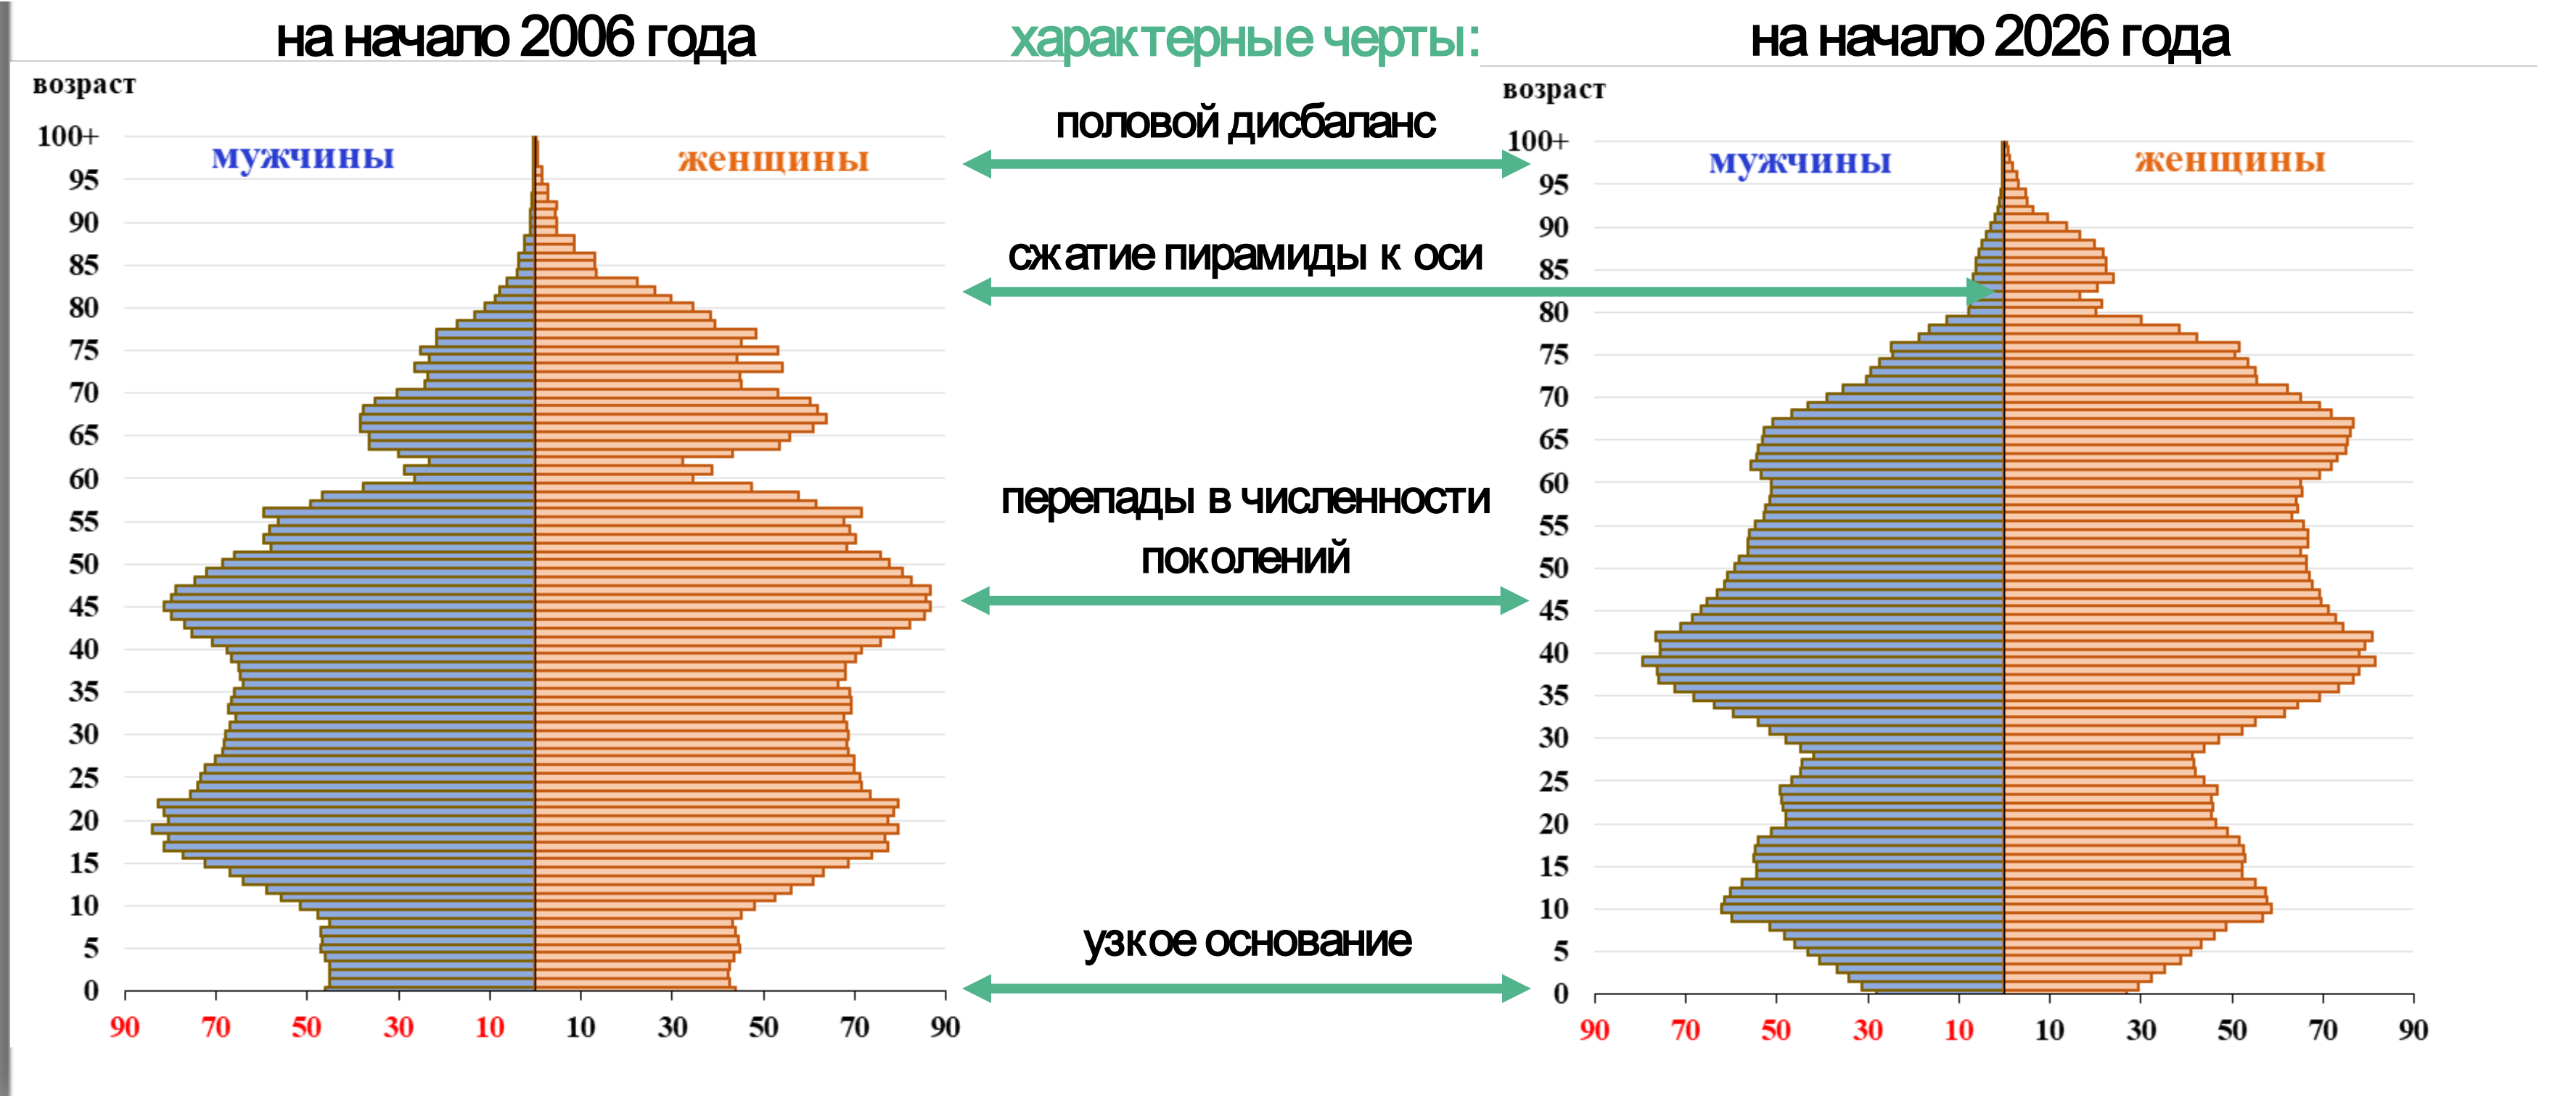 на начало 2006 года
характерные черты:
на начало 2026 года
возраст
возраст
100+
мужчины
женщины
95
90
85
80
75
70
65
60
55
50
45
40
35
30
25
20
15
10
5
0
90 70 50 30 10 10 30 50 70 90
половой дисбаланс
сжатие пирамиды к оси
перепады в численности
поколений
узкое основание
100+
мужчины
женщины
95
90
85
80
75
70
65
60
55
50
45
40
35
30
25
20
15
10
5
0
90 70 50 30 10 10 30 50 70 90